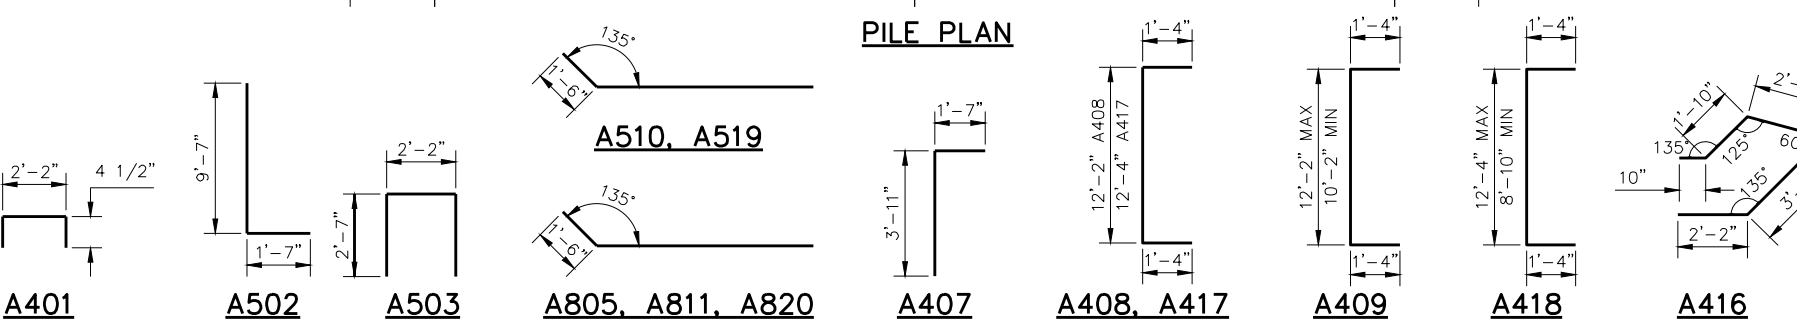 PILE PLAN
2'-2"
4 1/2"
A401
9'-7"
1'-7"
A502
2'-2"
2'-7"
A503
135°
1'-6"
A510, A519
135°
1'-6"
A805, A811, A820
1'-7"
3'-11"
A407
1'-4"
12'-2" A408
12'-4" A417
1'-4"
A408, A417
1'-4"
12'-2" MAX
10'-2" MIN
1'-4"
A409
1'-4"
12'-4" MAX
8'-10" MIN
1'-4"
A418
1'-10"
135°
125°
10"
135°
2'-2"
A416